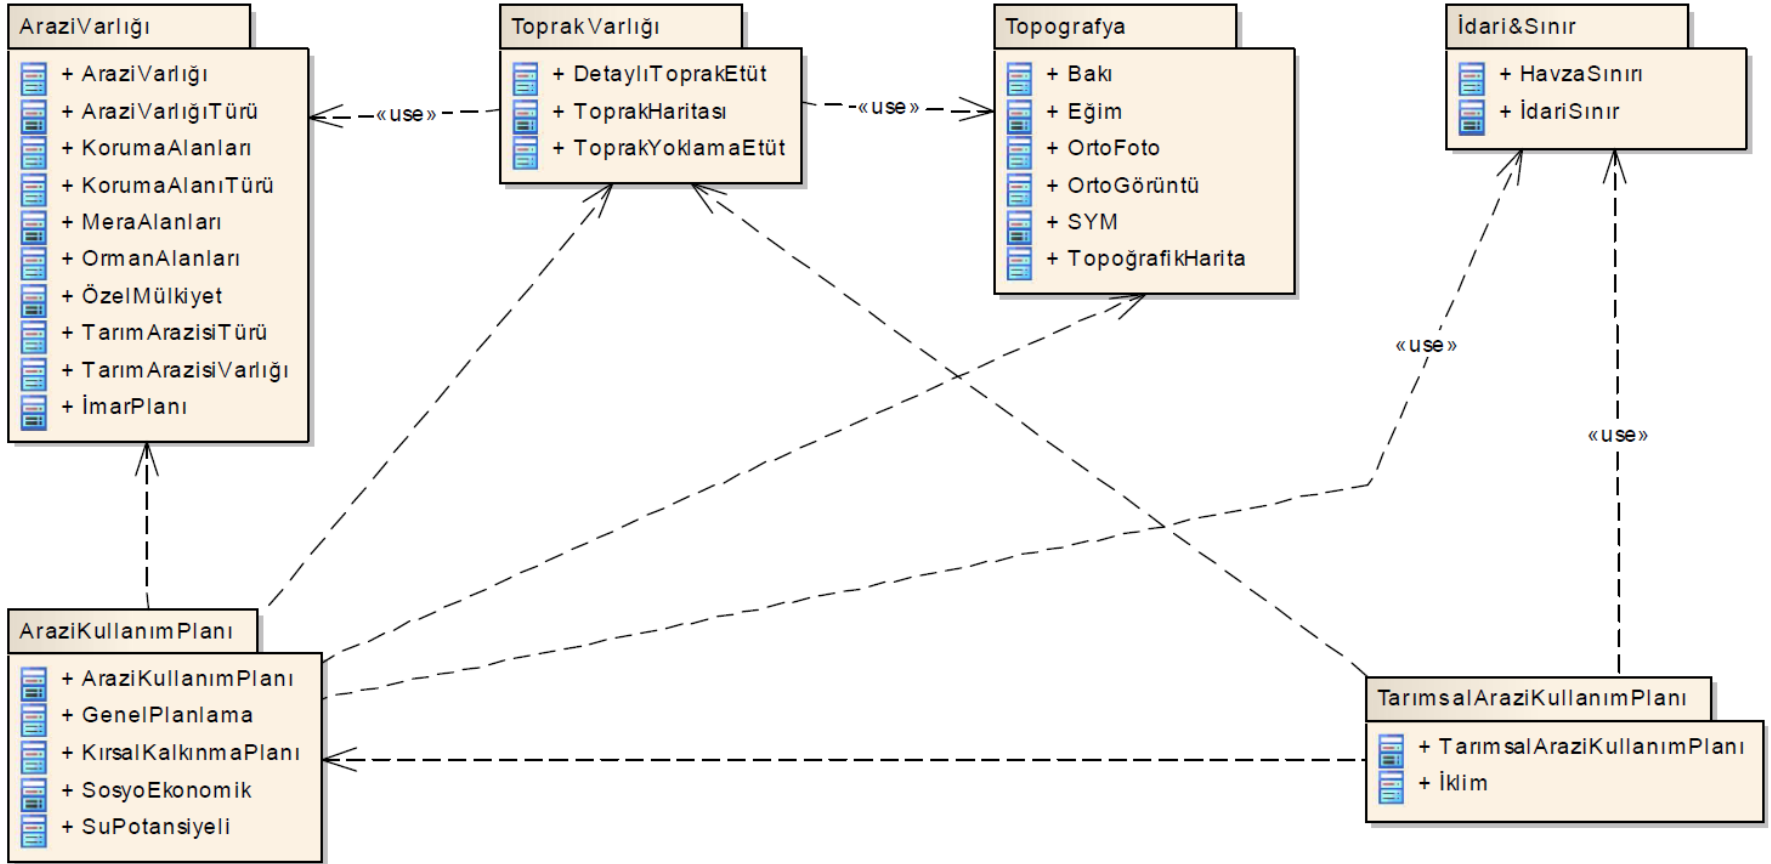 AraziVarlığı
+ AraziVarlığı
+ AraziVarlığıTürü
+ KorumaAlanları
+ KorumaAlanıTürü
+ MeraAlanları
+ OrmanAlanları
+ ÖzelMülkiyet
+ TarımArazisiTürü
+ TarımArazisiVarlığı
+ İmarPlanı
«use»
ToprakVarlığı
+ DetaylıToprakEtüt
+ ToprakHaritası
+ ToprakYoklamaEtüt
«use»
Topografya
+ Bakı
+ Eğim
+ OrtoFoto
+ OrtoGörüntü
+ SYM
+ TopoğrafikHarita
İdari&Sınır
+ HavzaSınırı
+ İdariSınır
«use»
«use»
AraziKullanımPlanı
+ AraziKullanımPlanı
+ GenelPlanlama
+ KırsalKalkınmaPlanı
+ SosyoEkonomik
+ SuPotansiyeli
TarımsalAraziKullanımPlanı
+ TarımsalAraziKullanımPlanı
+ İklim